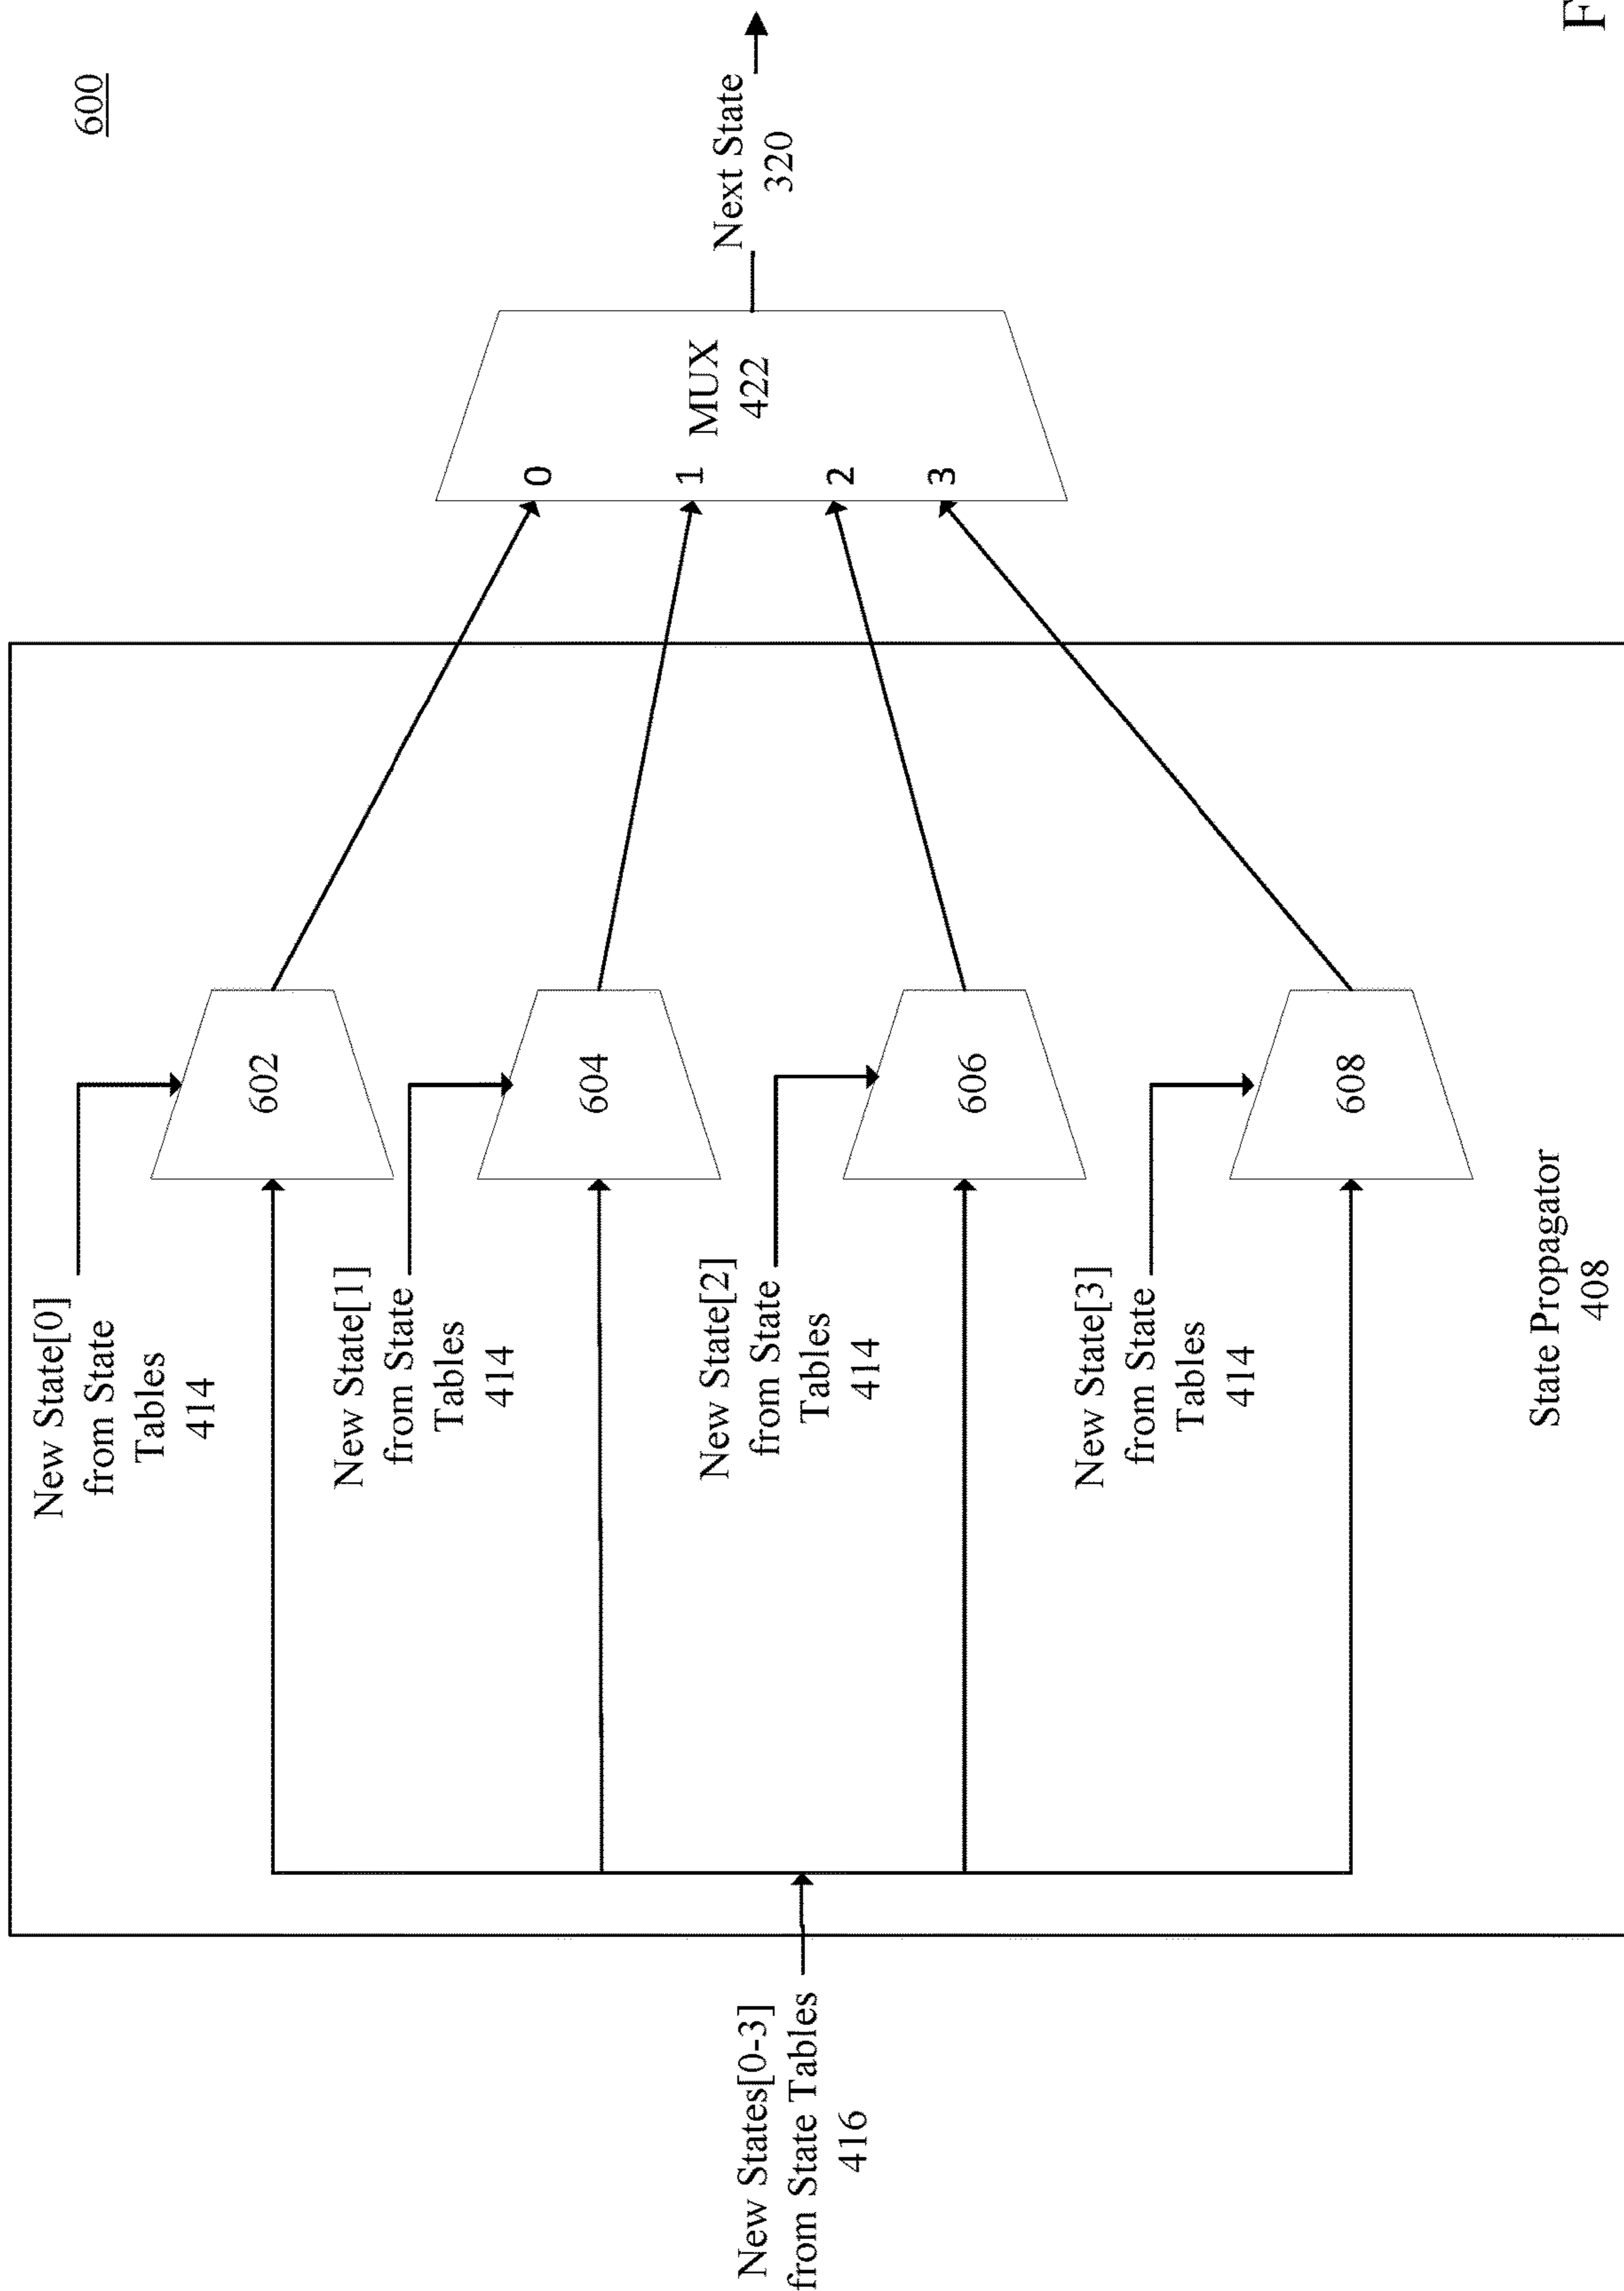 600
New State[0]
from State
Tables
414
602
New State[1]
from State
Tables
414
604
New State[2]
from State
Tables
414
606
New State[3]
from State
Tables
414
608
New States[0-3]
from State Tables
416
State Propagator
408
0
1
2
3
MUX
422
Next State
320
F